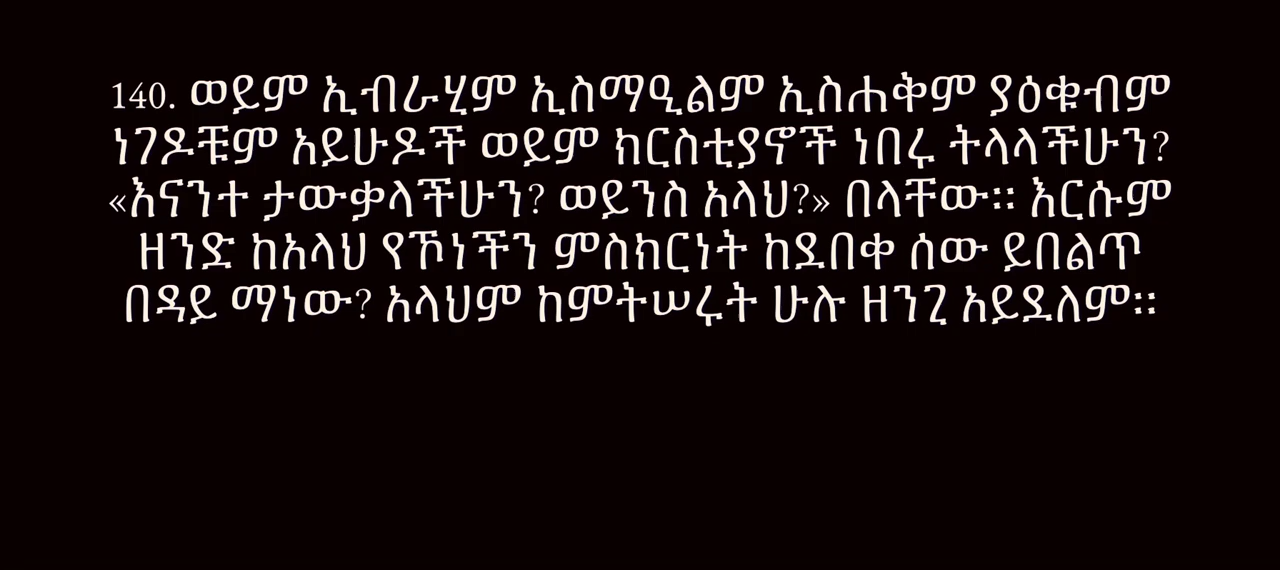 140. ወይም ኢብራሂም ኢስማዒልም ኢስሐቅም ያዕቁብም
ነገዶቹም አይሁዶች ወይም ክርስቲያኖች ነበሩ ትላላችሁን?
«እናንተ ታውቃላችሁን? ወይንስ አላህ?» በላቸው፡፡ እርሱም
ዘንድ ከአላህ የኾነችን ምስክርነት ከደበቀ ሰው ይበልጥ
በዳይ ማነው? አላህም ከምትሠሩት ሁሉ ዘንጊ አይደለም፡፡